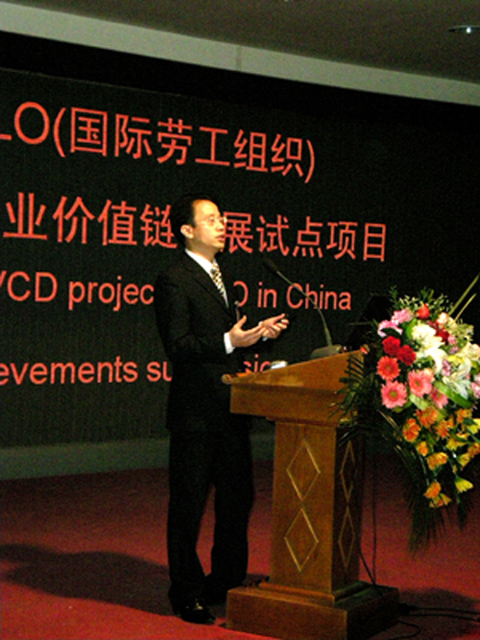 LO(国际劳工组织)
业价值链 展试点项目
VCD projec O in China
evements su si